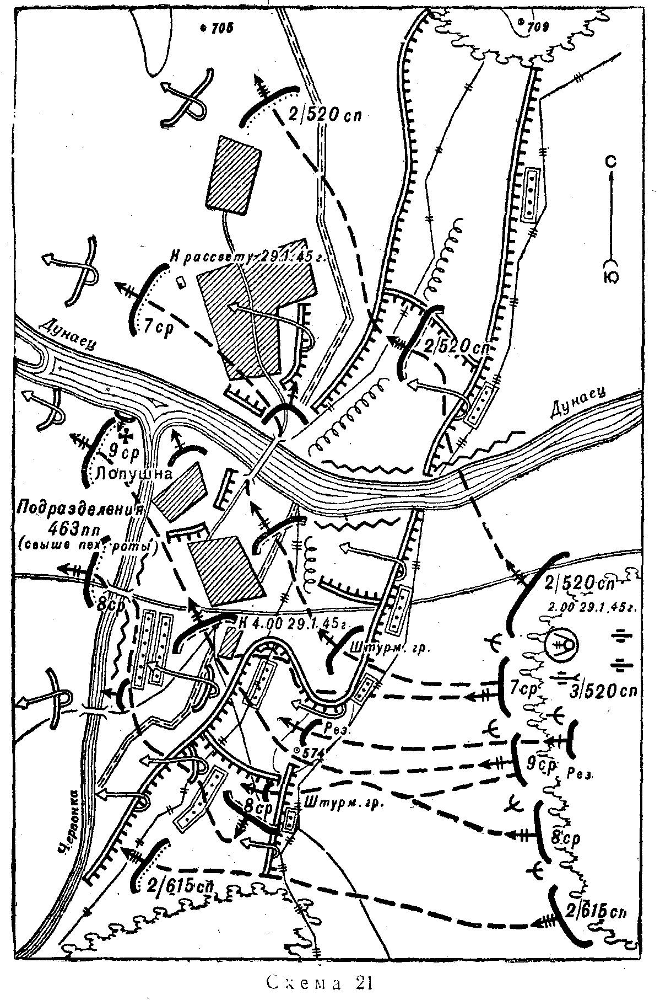 705
709
2/520 сп
С
К рассвету 29.1.45 г.
Ю
7 ср
Дунаец
2/520 сп
Дунаец
9 ср
Лопушна
Подразделения
463 пп
(свыше пех. роты)
2/520 сп
2.00 29.1.45 г.
8 ср
К 4.00 29.1.45 г.
Штурм. гр.
7 ср
3/520 сп
Рез.
574
9 ср
Рез.
Штурм. гр.
8 ср
Червонка
8 ср
2/615 сп
2/615 сп
Схема 21